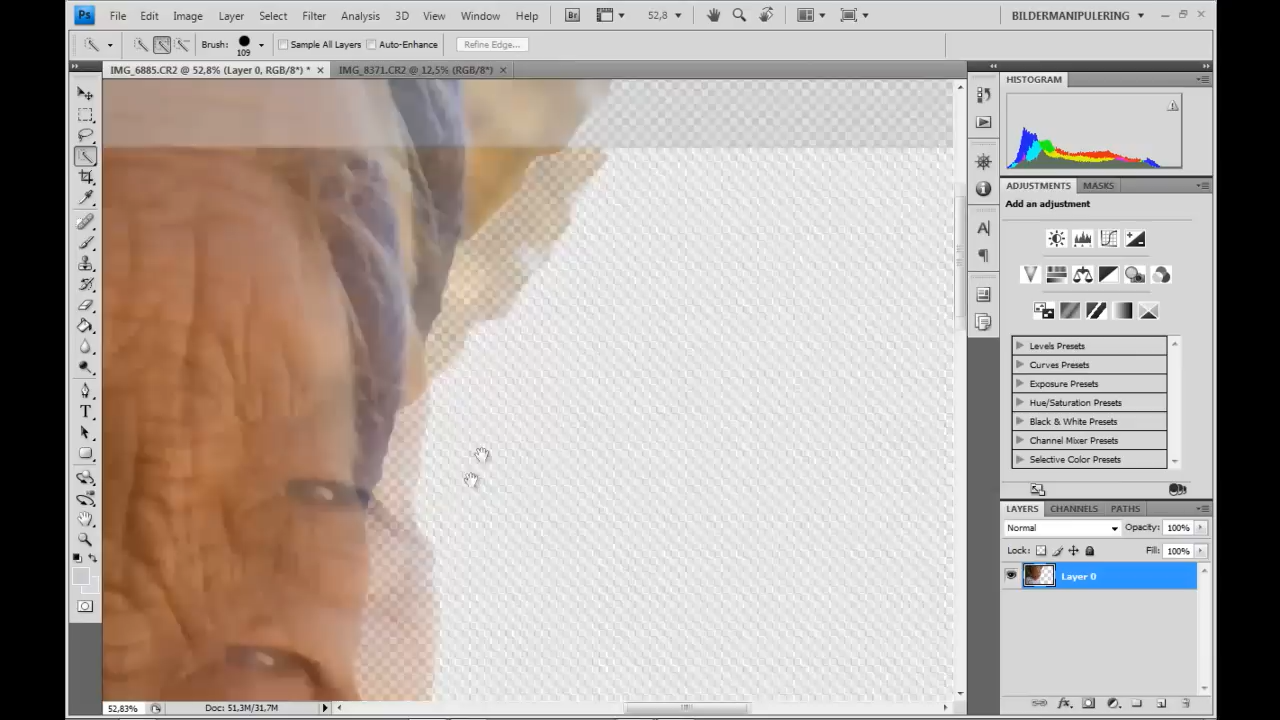 Ps File Edit Image Layer Select Filter Analysis 3D View Window Help Br 52,8 BILDERMANIPULERING
Brush: 109 Sample All Layers Auto-Enhance Refine Edge...
IMG_6885.CR2 @ 52,8% (Layer 0, RGB/8*) * × IMG_8371.CR2 @ 12,5% (RGB/8*) ×
HISTOGRAM
ADJUSTMENTS MASKS
Add an adjustment
Levels Presets
Curves Presets
Exposure Presets
Hue/Saturation Presets
Black & White Presets
Channel Mixer Presets
Selective Color Presets
LAYERS CHANNELS PATHS
Normal Opacity: 100%
Lock: Fill: 100%
Layer 0
52,83% Doc: 51,3M/31,7M